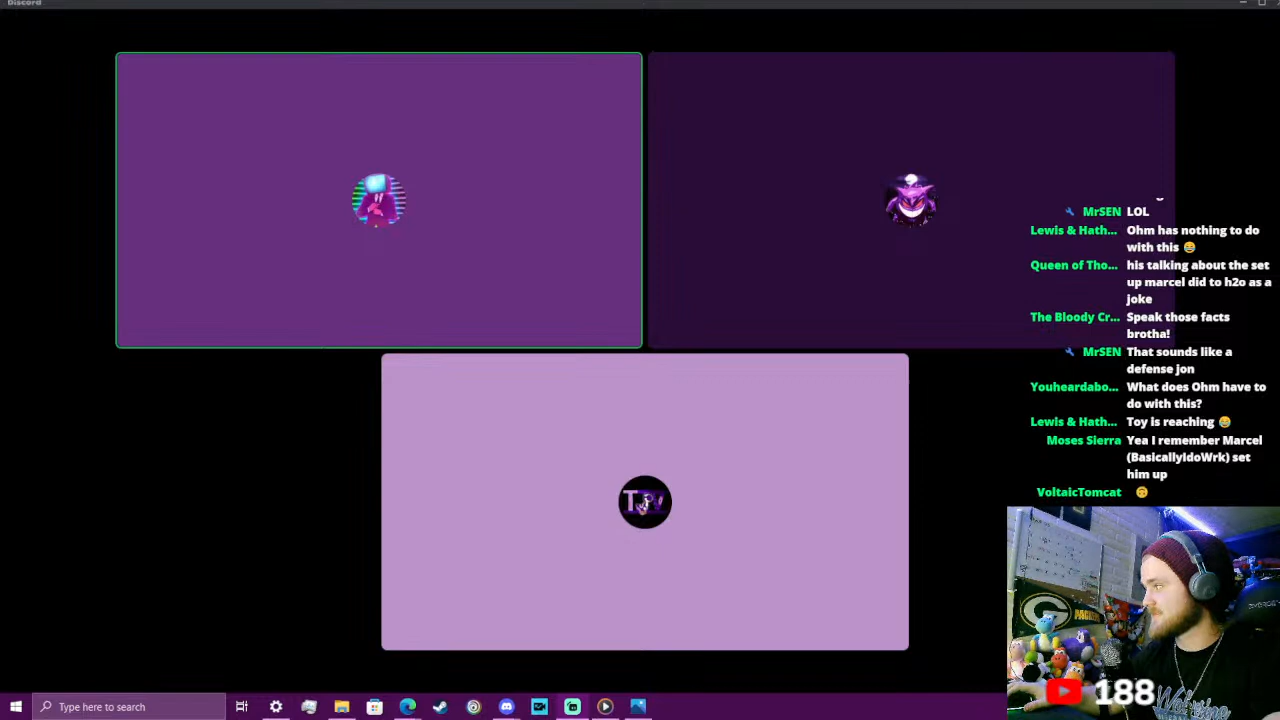 Discord
MrSEN LOL
Lewis & Hath... Ohm has nothing to
do with this 😂
Queen of Tho... his talking about the set
up marcel did to h2o as a
joke
The Bloody Cr... Speak those facts
brotha!
MrSEN That sounds like a
defense jon
Youheardabo... What does Ohm have to
do with this?
Lewis & Hath... Toy is reaching 😂
Moses Sierra Yea I remember Marcel
(BasicallyIdoWrk) set
him up
VoltaicTomcat 🙃
TOY
PACKERS
188
Type here to search